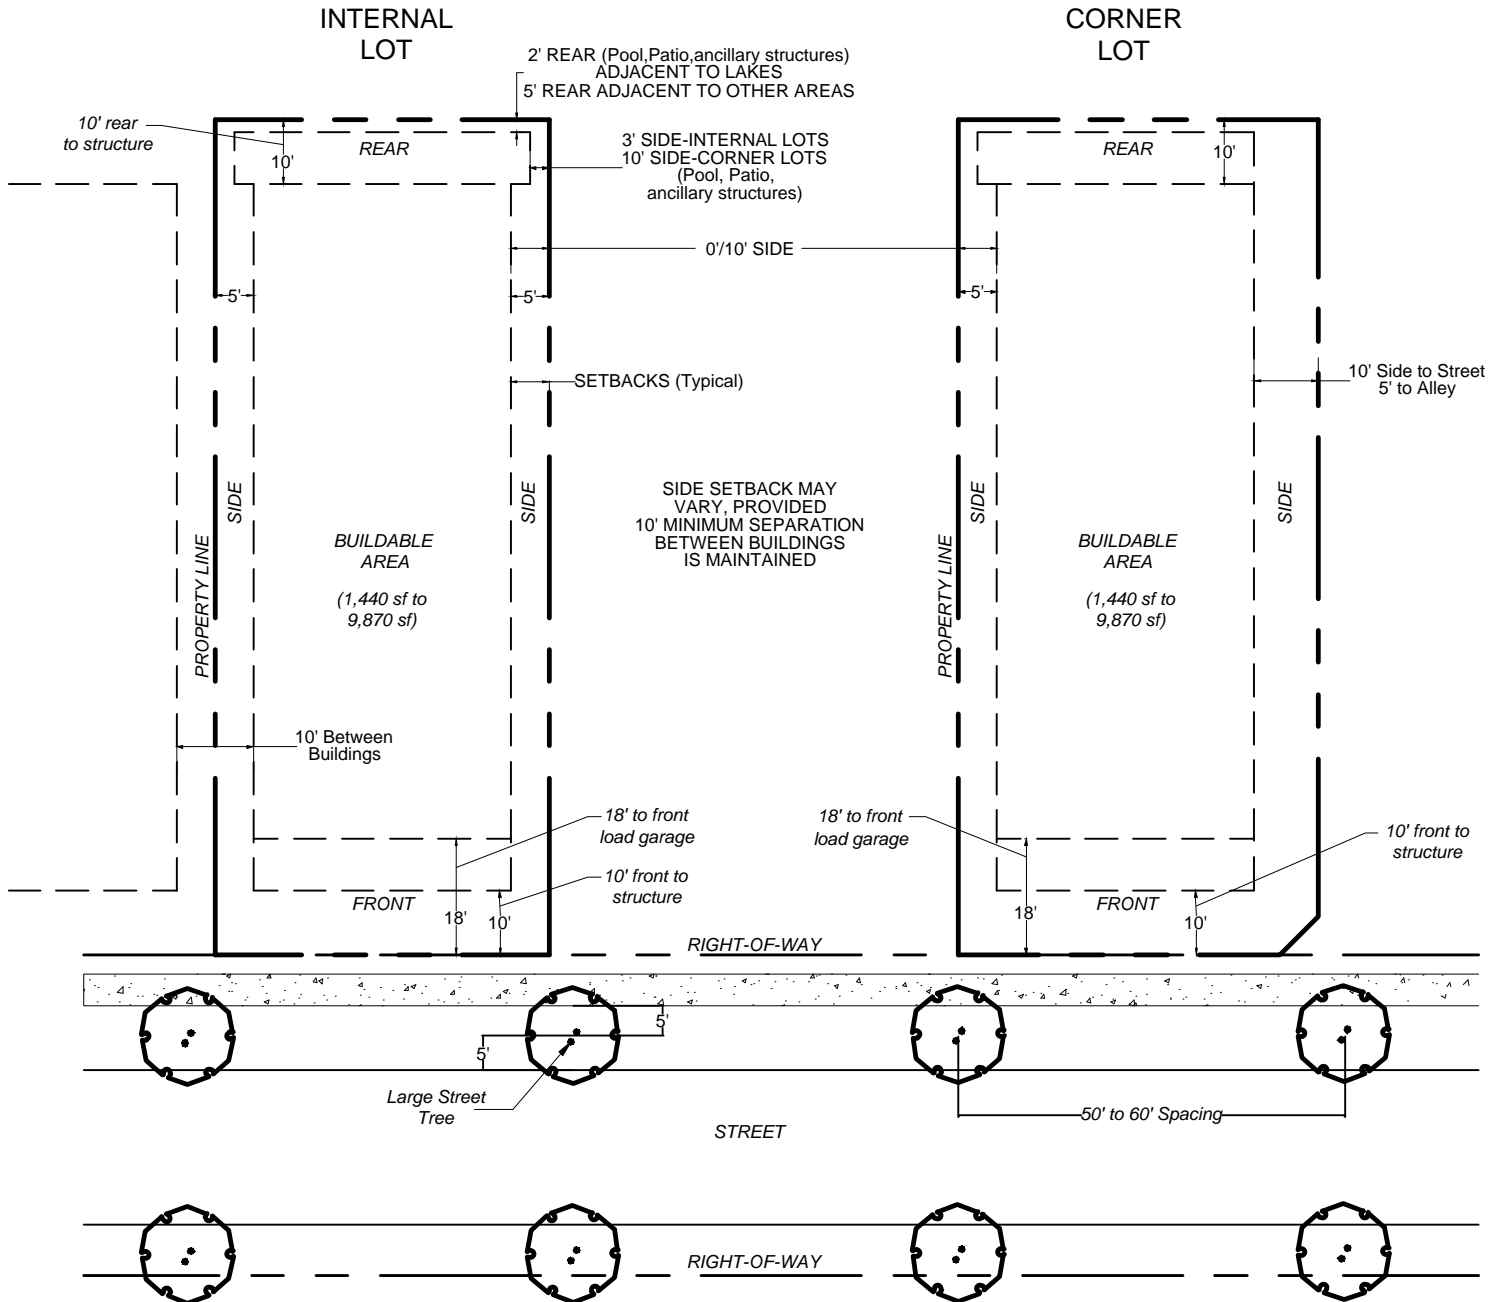 INTERNAL
LOT
CORNER
LOT
2' REAR (Pool,Patio,ancillary structures)
ADJACENT TO LAKES
5' REAR ADJACENT TO OTHER AREAS
10' rear
to structure
10'
REAR
3' SIDE-INTERNAL LOTS
10' SIDE-CORNER LOTS
(Pool, Patio,
ancillary structures)
REAR
10'
0'/10' SIDE
5'
5'
5'
SETBACKS (Typical)
10' Side to Street
5' to Alley
PROPERTY LINE
SIDE
BUILDABLE
AREA
(1,440 sf to
9,870 sf)
SIDE
SIDE SETBACK MAY
VARY, PROVIDED
10' MINIMUM SEPARATION
BETWEEN BUILDINGS
IS MAINTAINED
PROPERTY LINE
SIDE
BUILDABLE
AREA
(1,440 sf to
9,870 sf)
SIDE
10' Between
Buildings
18' to front
load garage
10' front to
structure
18' to front
load garage
10' front to
structure
FRONT
18'
10'
18'
FRONT
10'
RIGHT-OF-WAY
5'
5'
Large Street
Tree
50' to 60' Spacing
STREET
RIGHT-OF-WAY